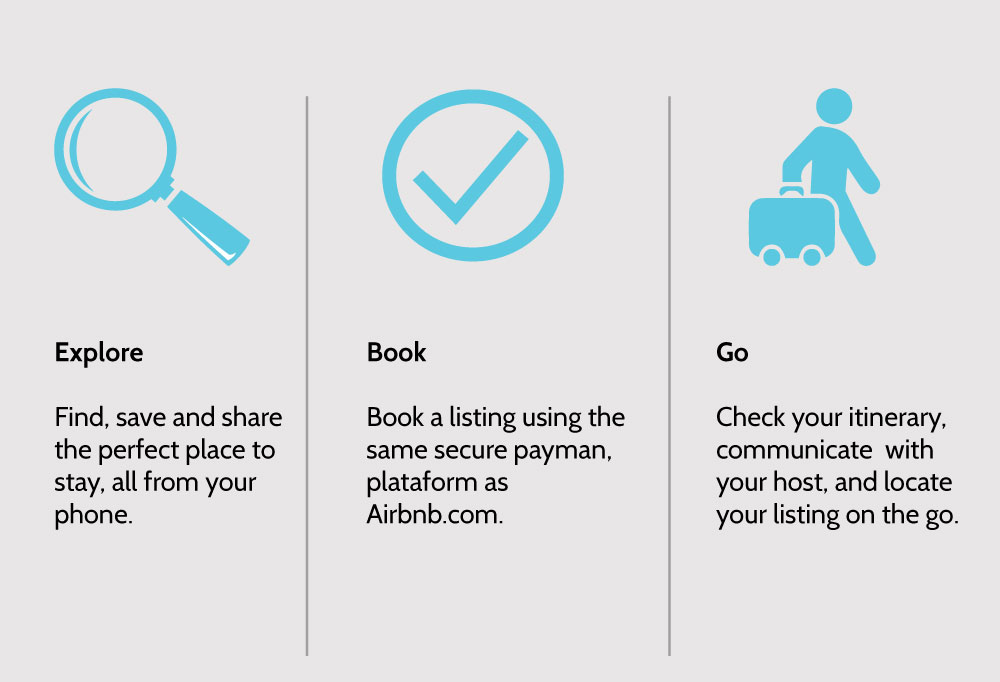 Explore
Find, save and share
the perfect place to
stay, all from your
phone.
Book
Book a listing using the
same secure payman,
plataform as
Airbnb.com.
Go
Check your itinerary,
communicate  with
your host, and locate
your listing on the go.